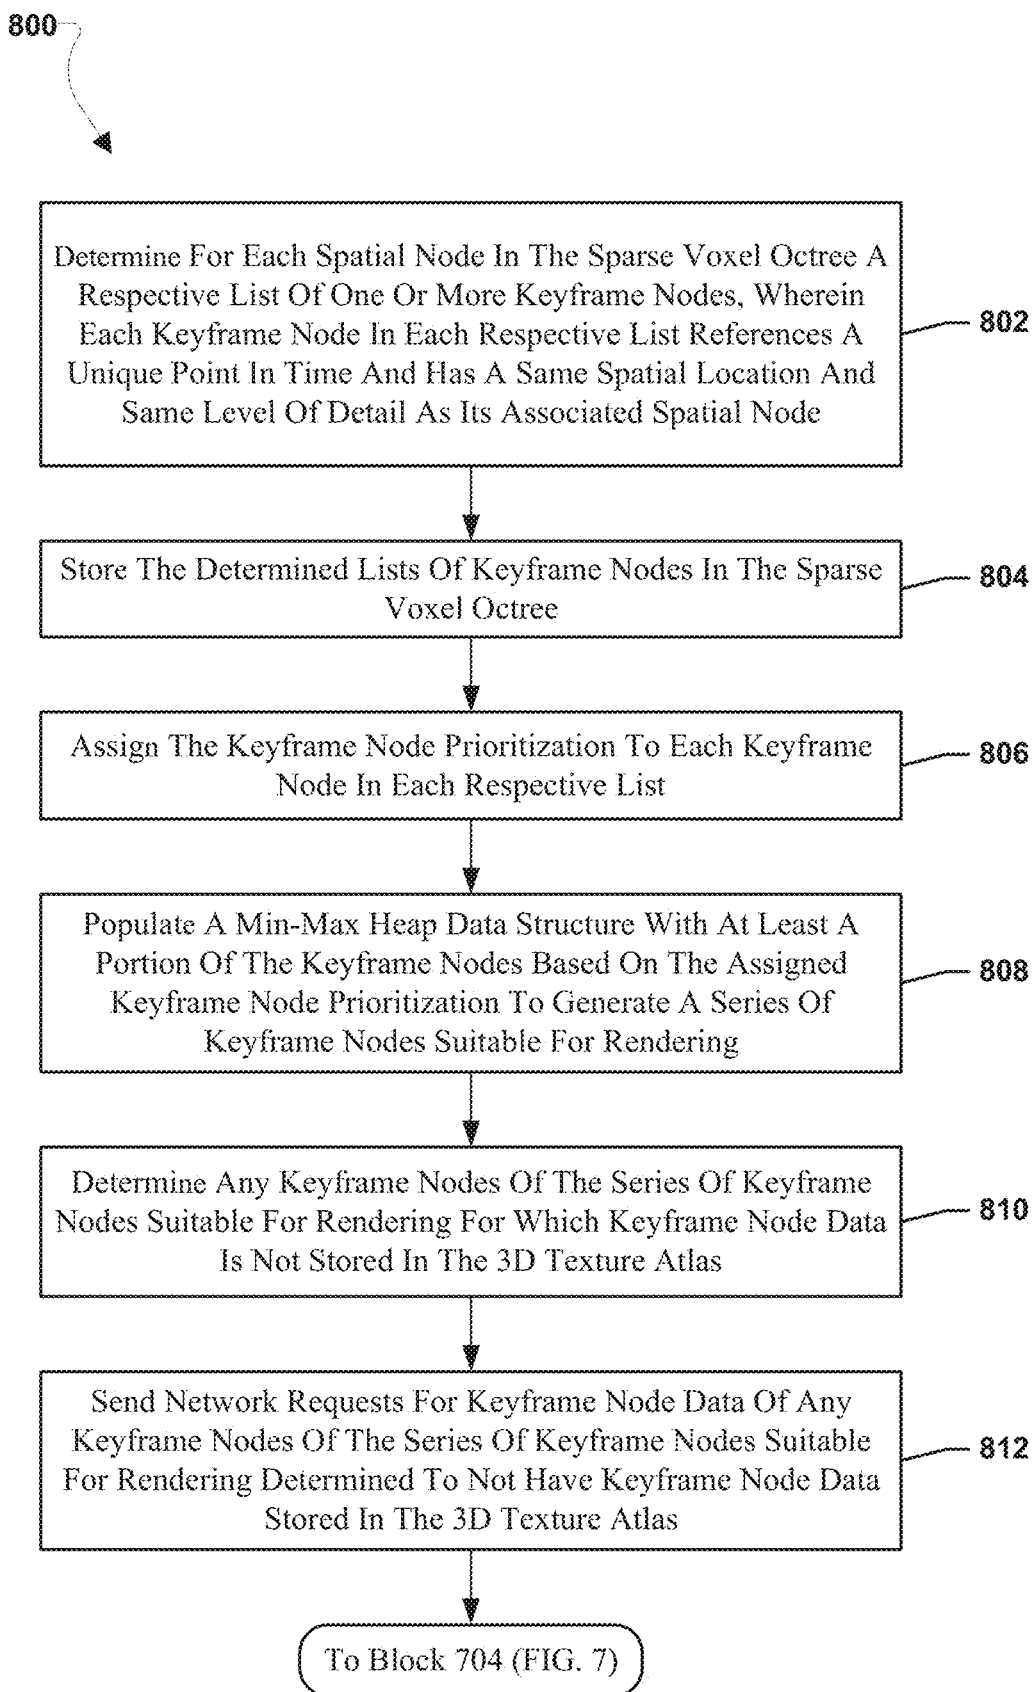 800
Determine For Each Spatial Node In The Sparse Voxel Octree A
Respective List Of One Or More Keyframe Nodes, Wherein
Each Keyframe Node In Each Respective List References A
Unique Point In Time And Has A Same Spatial Location And
Same Level Of Detail As Its Associated Spatial Node
802
Store The Determined Lists Of Keyframe Nodes In The Sparse
Voxel Octree
804
Assign The Keyframe Node Prioritization To Each Keyframe
Node In Each Respective List
806
Populate A Min-Max Heap Data Structure With At Least A
Portion Of The Keyframe Nodes Based On The Assigned
Keyframe Node Prioritization To Generate A Series Of
Keyframe Nodes Suitable For Rendering
808
Determine Any Keyframe Nodes Of The Series Of Keyframe
Nodes Suitable For Rendering For Which Keyframe Node Data
Is Not Stored In The 3D Texture Atlas
810
Send Network Requests For Keyframe Node Data Of Any
Keyframe Nodes Of The Series Of Keyframe Nodes Suitable
For Rendering Determined To Not Have Keyframe Node Data
Stored In The 3D Texture Atlas
812
To Block 704 (FIG. 7)